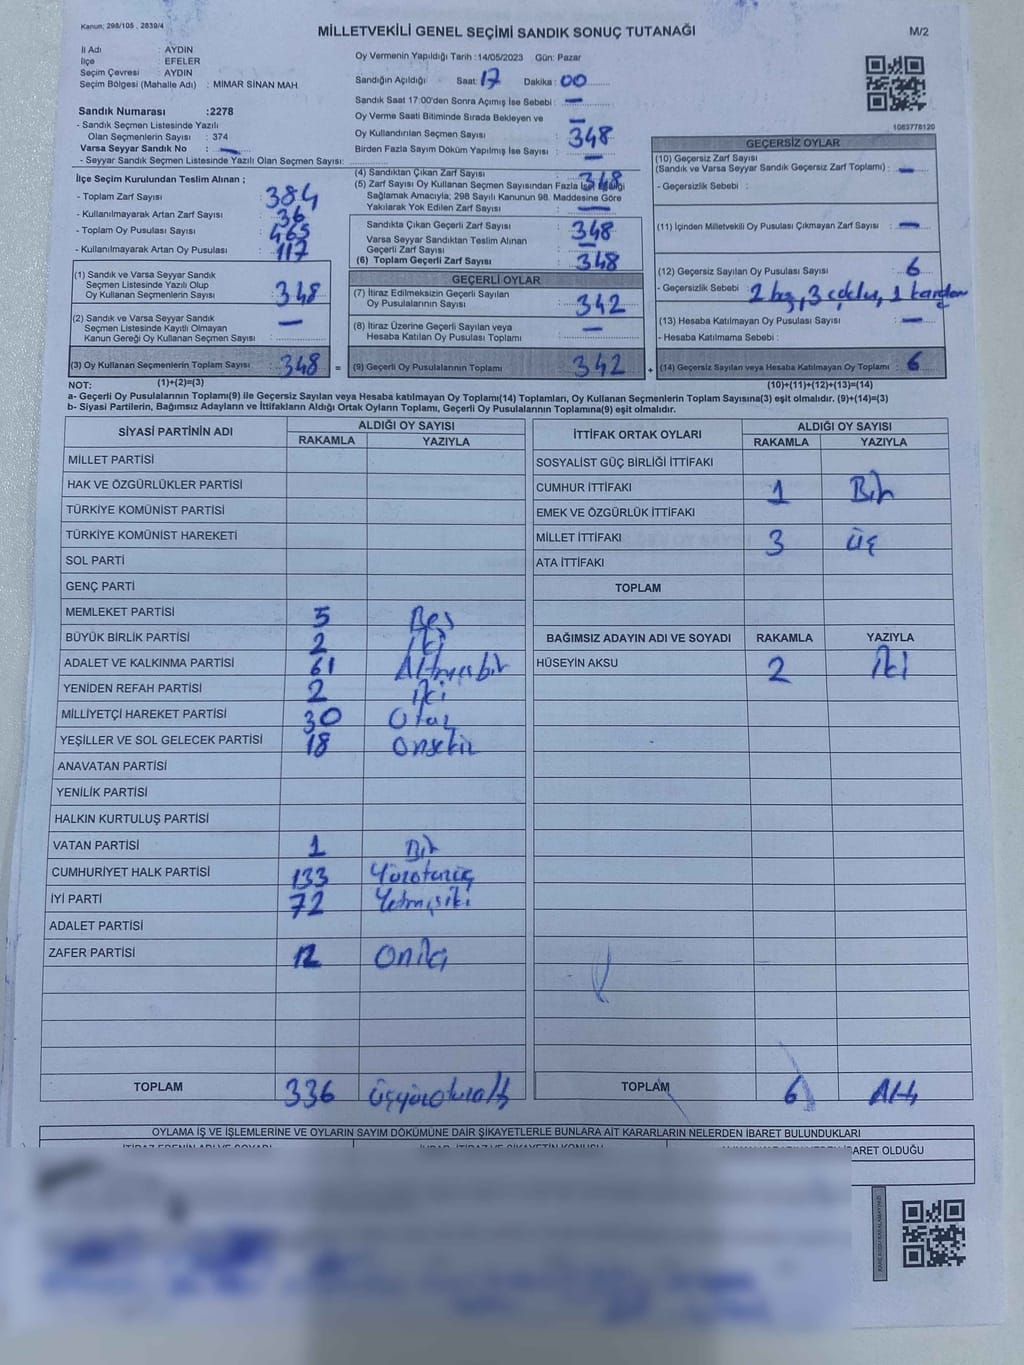 Kanun: 298/105 , 2839/4
MİLLETVEKİLİ GENEL SEÇİMİ SANDIK SONUÇ TUTANAĞI
M/2
İl Adı : AYDIN
İlçe : EFELER
Seçim Çevresi : AYDIN
Seçim Bölgesi (Mahalle Adı) : MIMAR SİNAN MAH
Oy Vermenin Yapıldığı Tarih : 14/05/2023 Gün: Pazar
Sandığın Açıldığı Saat: 17 Dakika : 00
Sandık Saat 17:00'den Sonra Açımış İse Sebebi : —
Oy Verme Saati Bitiminde Sırada Bekleyen ve
Oy Kullandırılan Seçmen Sayısı : —
348
Birden Fazla Sayım Döküm Yapılmış İse Sayısı : —
1063778120
Sandık Numarası :2278
- Sandık Seçmen Listesinde Yazılı
Olan Seçmenlerin Sayısı : 374
Varsa Seyyar Sandık No : —
- Seyyar Sandık Seçmen Listesinde Yazılı Olan Seçmen Sayısı:
İlçe Seçim Kurulundan Teslim Alınan ;
- Toplam Zarf Sayısı : 384
- Kullanılmayarak Artan Zarf Sayısı : 36
- Toplam Oy Pusulası Sayısı : 465
- Kullanılmayarak Artan Oy Pusulası : 117
(1) Sandık ve Varsa Seyyar Sandık
Seçmen Listesinde Yazılı Olup
Oy Kullanan Seçmenlerin Sayısı : 348
(2) Sandık ve Varsa Seyyar Sandık
Seçmen Listesinde Kayıtlı Olmayan
Kanun Gereği Oy Kullanan Seçmen Sayısı : —
(3) Oy Kullanan Seçmenlerin Toplam Sayısı : 348 =
(4) Sandıktan Çıkan Zarf Sayısı : 348
(5) Zarf Sayısı Oy Kullanan Seçmen Sayısından Fazla İse
Sağlamak Amacıyla, 298 Sayılı Kanunun 98. Maddesine Göre
Yakılarak Yok Edilen Zarf Sayısı : —
Sandıkta Çıkan Geçerli Zarf Sayısı : 348
Varsa Seyyar Sandıktan Teslim Alınan
Geçerli Zarf Sayısı : —
(6) Toplam Geçerli Zarf Sayısı : 348
GEÇERLİ OYLAR
(7) İtiraz Edilmeksizin Geçerli Sayılan
Oy Pusulalarının Sayısı : 342
(8) İtiraz Üzerine Geçerli Sayılan veya
Hesaba Katılan Oy Pusulası Toplamı : —
(9) Geçerli Oy Pusulalarının Toplamı : 342 +
GEÇERSİZ OYLAR
(10) Geçersiz Zarf Sayısı
(Sandık ve Varsa Seyyar Sandık Geçersiz Zarf Toplamı) : —
- Geçersizlik Sebebi :
(11) İçinden Milletvekili Oy Pusulası Çıkmayan Zarf Sayısı : —
(12) Geçersiz Sayılan Oy Pusulası Sayısı : 6
- Geçersizlik Sebebi : 2 boş, 3 çoklu, 1
(13) Hesaba Katılmayan Oy Pusulası Sayısı : —
- Hesaba Katılmama Sebebi :
(14) Geçersiz Sayılan veya Hesaba Katılmayan Oy Toplamı : 6
NOT: (1)+(2)=(3)
(10)+(11)+(12)+(13)=(14)
a- Geçerli Oy Pusulalarının Toplamı(9) ile Geçersiz Sayılan veya Hesaba katılmayan Oy Toplamı(14) Toplamları, Oy Kullanan Seçmenlerin Toplam Sayısına(3) eşit olmalıdır. (9)+(14)=(3)
b- Siyasi Partilerin, Bağımsız Adayların ve İttifakların Aldığı Ortak Oyların Toplamı, Geçerli Oy Pusulalarının Toplamına(9) eşit olmalıdır.
SİYASİ PARTİNİN ADI
ALDIĞI OY SAYISI
RAKAMLA YAZIYLA
MİLLET PARTİSİ
HAK VE ÖZGÜRLÜKLER PARTİSİ
TÜRKİYE KOMÜNİST PARTİSİ
TÜRKİYE KOMÜNİST HAREKETİ
SOL PARTİ
GENÇ PARTİ
MEMLEKET PARTİSİ 5 Beş
BÜYÜK BİRLİK PARTİSİ 2 İki
ADALET VE KALKINMA PARTİSİ 61 Altmışbir
YENİDEN REFAH PARTİSİ 2 iki
MİLLİYETÇİ HAREKET PARTİSİ 30 Otuz
YEŞİLLER VE SOL GELECEK PARTİSİ 18 Onsekiz
ANAVATAN PARTİSİ
YENİLİK PARTİSİ
HALKIN KURTULUŞ PARTİSİ
VATAN PARTİSİ 1 Bir
CUMHURİYET HALK PARTİSİ 133 Yüzotuzüç
İYİ PARTİ 72 Yetmişiki
ADALET PARTİSİ
ZAFER PARTİSİ 12 Oniki
TOPLAM 336 Üçyüzotuzaltı
İTTİFAK ORTAK OYLARI
ALDIĞI OY SAYISI
RAKAMLA YAZIYLA
SOSYALIST GÜÇ BİRLİĞİ İTTİFAKI
CUMHUR İTTİFAKI 1 Bir
EMEK VE ÖZGÜRLÜK İTTİFAKI
MİLLET İTTİFAKI 3 üç
ATA İTTİFAKI
TOPLAM
BAĞIMSIZ ADAYIN ADI VE SOYADI RAKAMLA YAZIYLA
HÜSEYİN AKSU 2 iki
TOPLAM 6 Altı
OYLAMA İŞ VE İŞLEMLERİNE VE OYLARIN SAYIM DÖKÜMÜNE DAİR ŞİKAYETLERLE BUNLARA AİT KARARLARIN NELERDEN İBARET BULUNDUKLARI
İBARET OLDUĞU